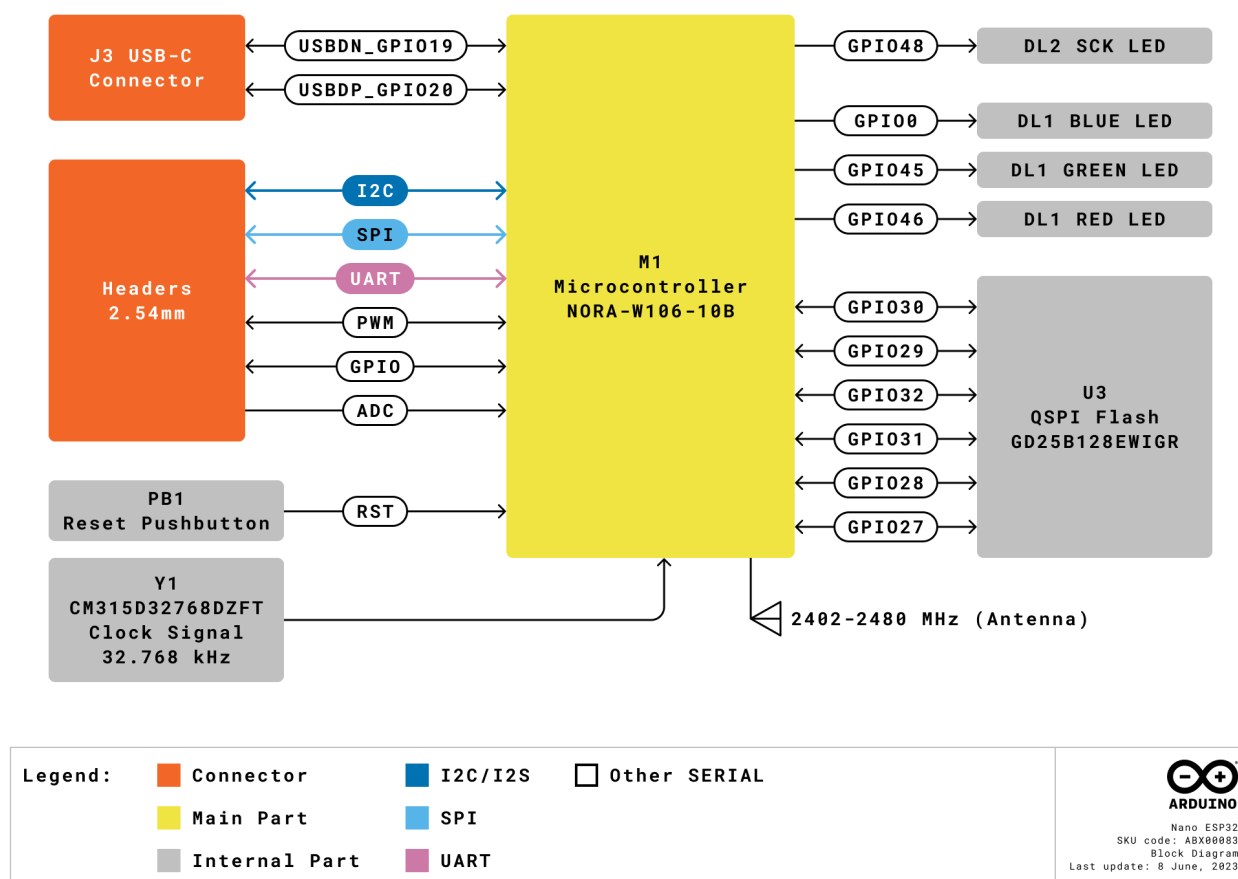 J3 USB-C
Connector
USBDN_GPIO19
USBDP_GPIO20
Headers
2.54mm
I2C
SPI
UART
PWM
GPIO
ADC
PB1
Reset Pushbutton
RST
Y1
CM315D32768DZFT
Clock Signal
32.768 kHz
M1
Microcontroller
NORA-W106-10B
GPIO48
DL2 SCK LED
GPIO0
DL1 BLUE LED
GPIO45
DL1 GREEN LED
GPIO46
DL1 RED LED
GPIO30
GPIO29
GPIO32
GPIO31
GPIO28
GPIO27
U3
QSPI Flash
GD25B128EWIGR
2402-2480 MHz (Antenna)
Legend:
Connector
Main Part
Internal Part
I2C/I2S
SPI
UART
Other SERIAL
ARDUINO
Nano ESP32
SKU code: ABX00083
Block Diagram
Last update: 8 June, 2023